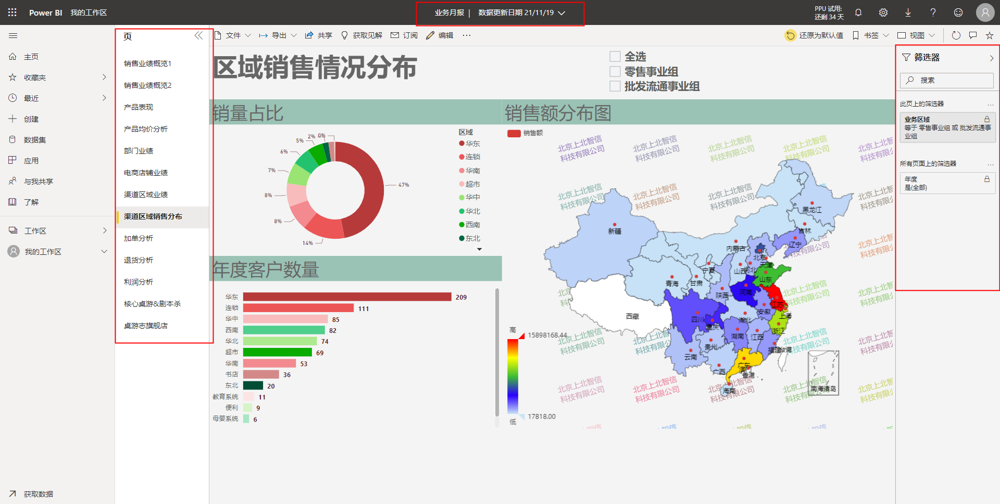 Power BI 我的工作区
业务月报 | 数据更新日期 21/11/19
PPU 试用:
还剩 34 天
主页
收藏夹
最近
创建
数据集
应用
与我共享
了解
工作区
我的工作区
获取数据
页
销售业绩概览1
销售业绩概览2
产品表现
产品均价分析
部门业绩
电商店铺业绩
渠道区域业绩
渠道区域销售分布
加单分析
退货分析
利润分析
核心桌游&剧本杀
桌游志旗舰店
文件 导出 共享 获取见解 订阅 编辑 ···
还原为默认值 书签 视图
区域销售情况分布
全选
零售事业组
批发流通事业组
销量占比
47%
14%
8%
8%
7%
6%
5%
2%
0%
区域
华东
连锁
华南
超市
华中
华北
西南
东北
年度客户数量
华东 209
连锁 111
华中 85
西南 82
华北 74
超市 69
华南 53
书店 36
东北 20
教育系统 11
便利 9
母婴系统 6
销售额分布图
销售额
北京上北智信
科技有限公司
黑龙江
吉林
辽宁
新疆
内蒙古
北京
天津
河北
山西
宁夏
青海
甘肃
山东
陕西
河南
江苏
安徽
上海
西藏
四川
重庆
湖北
浙江
湖南
江西
贵州
福建
台湾
云南
广西
广东
澳门
香港
海南
南海诸岛
高
15898168.44
17818.00
低
筛选器
搜索
此页上的筛选器 ...
业务区域
等于 零售事业组 或 批发流通事
业组
所有页面上的筛选器 ...
年度
是(全部)